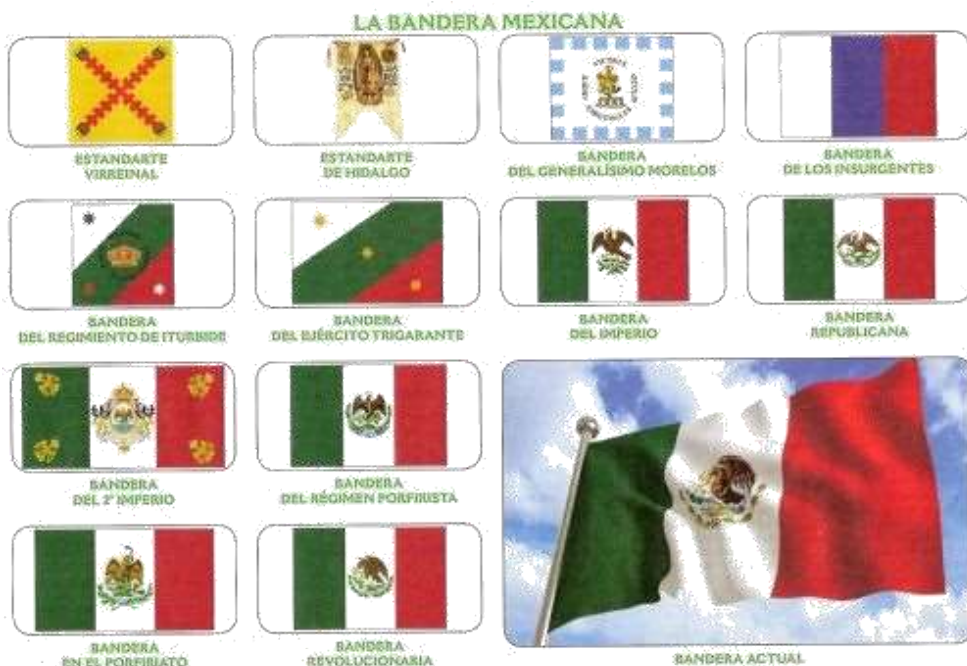 LA BANDERA MEXICANA
ESTANDARTE
VIRREINAL
ESTANDARTE
DE HIDALGO
BANDERA
DEL GENERALÍSIMO MORELOS
BANDERA
DE LOS INSURGENTES
BANDERA
DEL REGIMIENTO DE ITURBIDE
BANDERA
DEL EJÉRCITO TRIGARANTE
BANDERA
DEL IMPERIO
BANDERA
REPUBLICANA
BANDERA
DEL 2º IMPERIO
BANDERA
DEL RÉGIMEN PORFIRISTA
BANDERA
EN EL PORFIRIATO
BANDERA
REVOLUCIONARIA
BANDERA ACTUAL